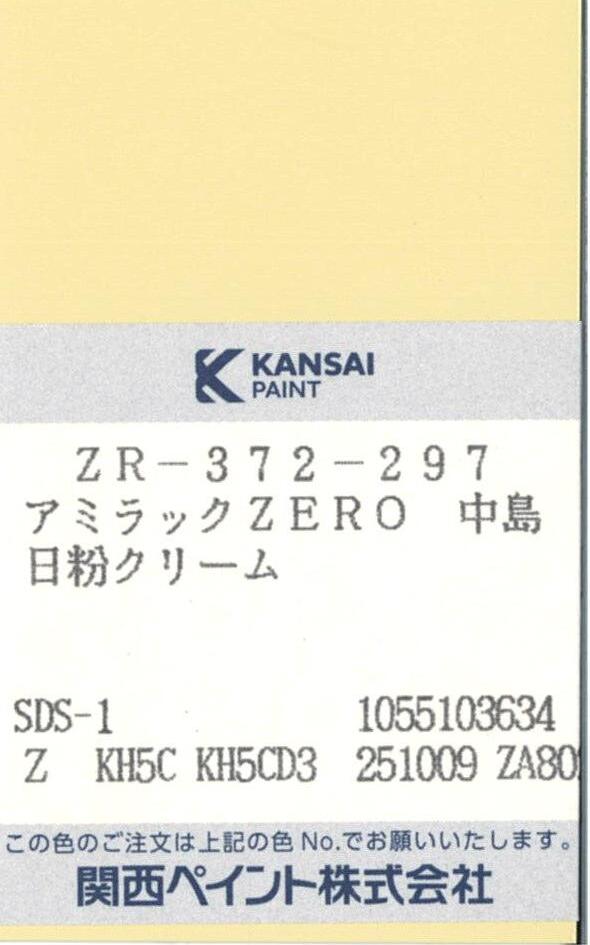 KANSAI
PAINT
ZR-372-297
アミラックZERO 中島
日粉クリーム
SDS-1 1055103634
Z KH5C KH5CD3 251009
この色のご注文は上記の色No.でお願いいたします。
関西ペイント株式会社